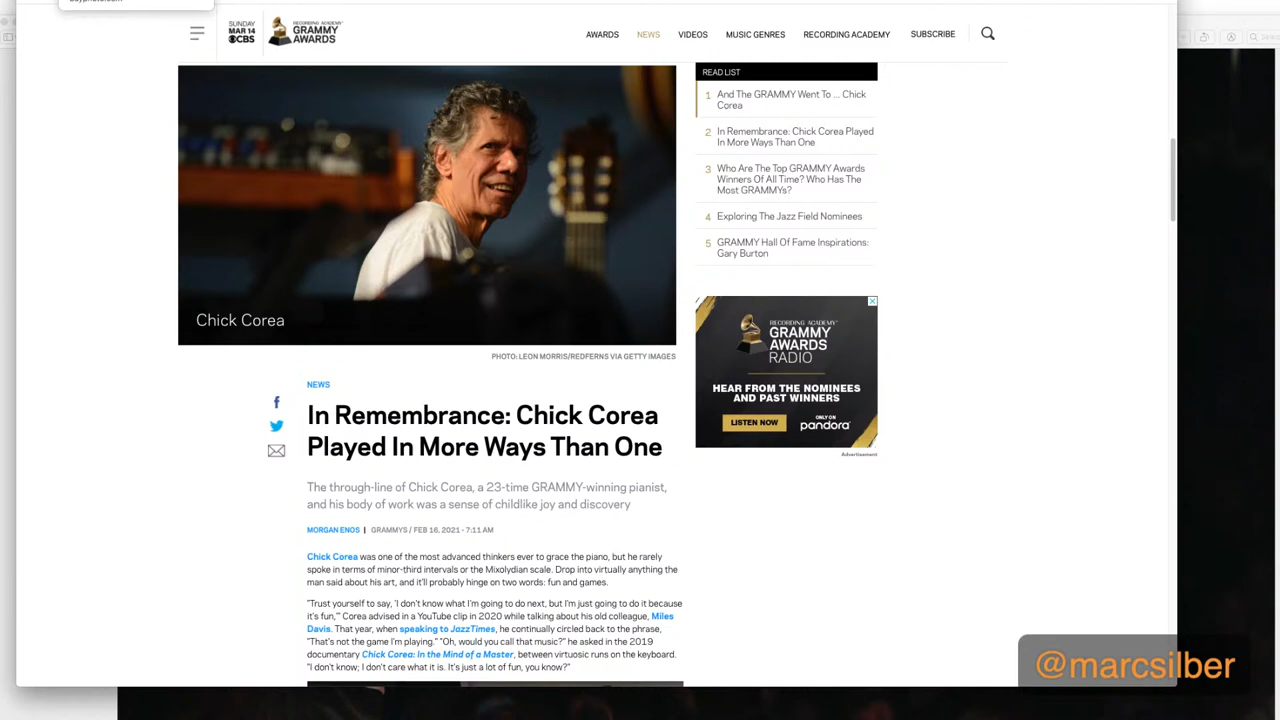 SUNDAY
MAR 14
CBS
RECORDING ACADEMY
GRAMMY
AWARDS
AWARDS
NEWS
VIDEOS
MUSIC GENRES
RECORDING ACADEMY
SUBSCRIBE
Chick Corea
PHOTO: LEON MORRIS/REDFERNS VIA GETTY IMAGES
NEWS
In Remembrance: Chick Corea
Played In More Ways Than One
The through-line of Chick Corea, a 23-time GRAMMY-winning pianist,
and his body of work was a sense of childlike joy and discovery
MORGAN ENOS | GRAMMYS / FEB 16, 2021 - 7:11 AM
Chick Corea was one of the most advanced thinkers ever to grace the piano, but he rarely
spoke in terms of minor-third intervals or the Mixolydian scale. Drop into virtually anything the
man said about his art, and it'll probably hinge on two words: fun and games.
"Trust yourself to say, 'I don't know what I'm going to do next, but I'm just going to do it because
it's fun,'" Corea advised in a YouTube clip in 2020 while talking about his old colleague, Miles
Davis. That year, when speaking to JazzTimes, he continually circled back to the phrase,
"That's not the game I'm playing." "Oh, would you call that music?" he asked in the 2019
documentary Chick Corea: In the Mind of a Master, between virtuosic runs on the keyboard.
"I don't know; I don't care what it is. It's just a lot of fun, you know?"
READ LIST
1 And The GRAMMY Went To ... Chick
Corea
2 In Remembrance: Chick Corea Played
In More Ways Than One
3 Who Are The Top GRAMMY Awards
Winners Of All Time? Who Has The
Most GRAMMYs?
4 Exploring The Jazz Field Nominees
5 GRAMMY Hall Of Fame Inspirations:
Gary Burton
RECORDING ACADEMY
GRAMMY
AWARDS
RADIO
HEAR FROM THE NOMINEES
AND PAST WINNERS
LISTEN NOW
ONLY ON
pandora
Advertisement
@marcsilber